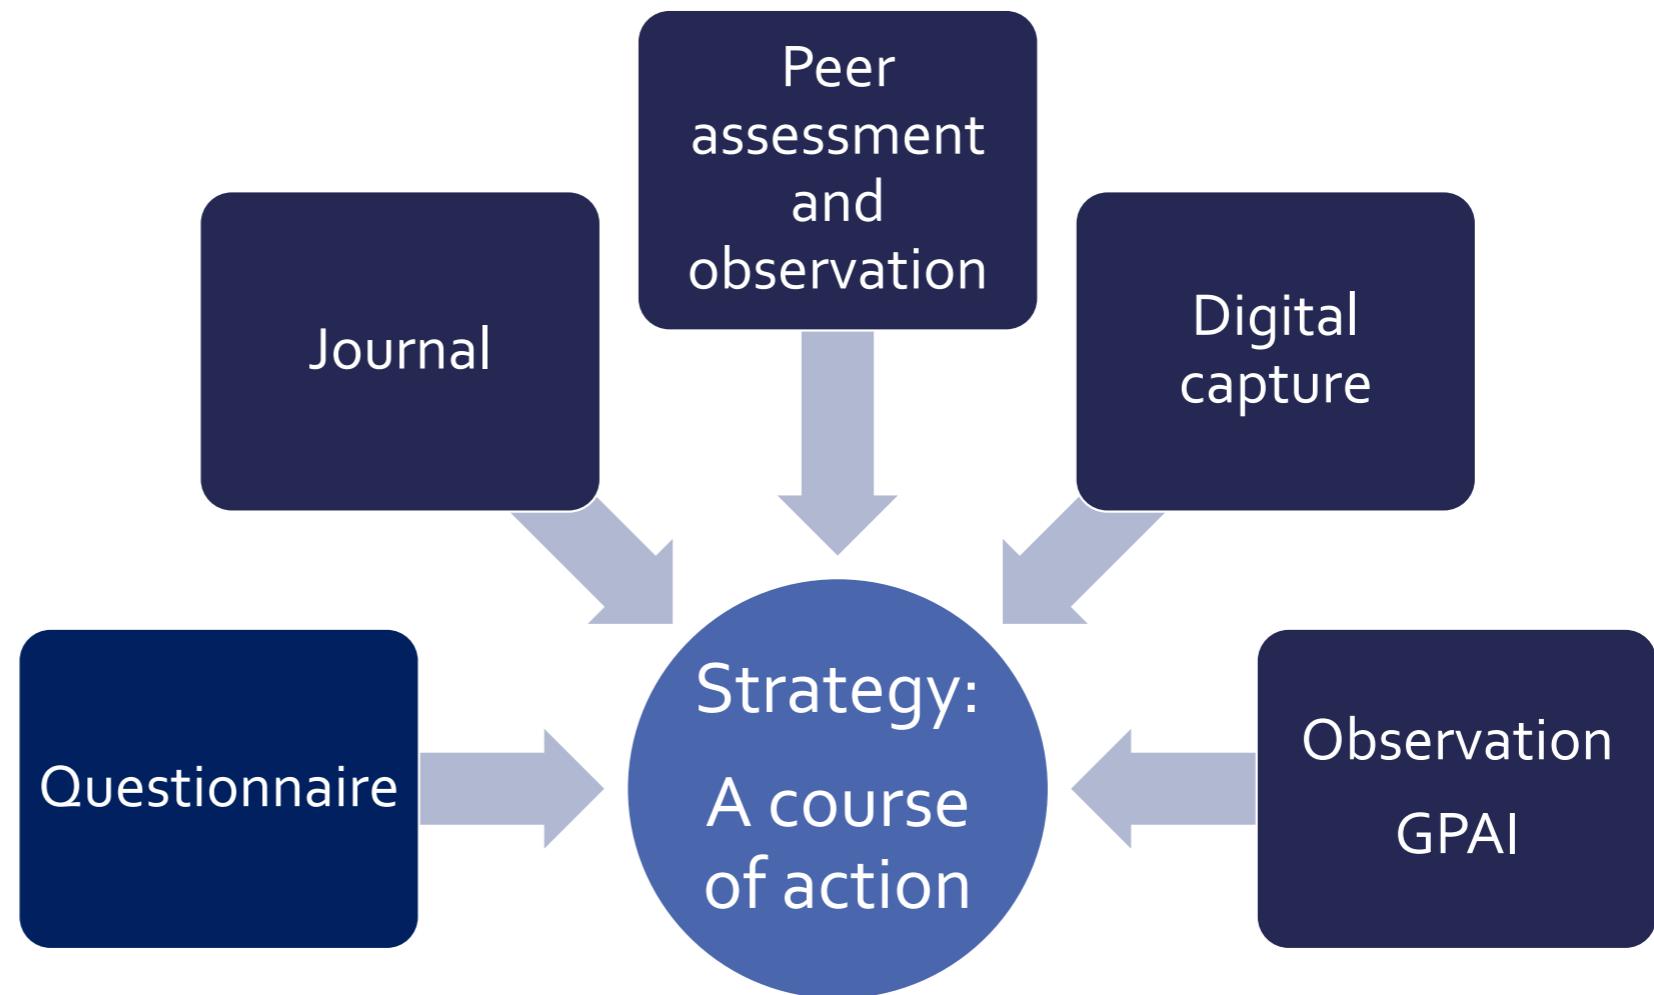 Peer
assessment
and
observation
Journal
Digital
capture
Questionnaire
Strategy:
A course
of action
Observation
GPAI